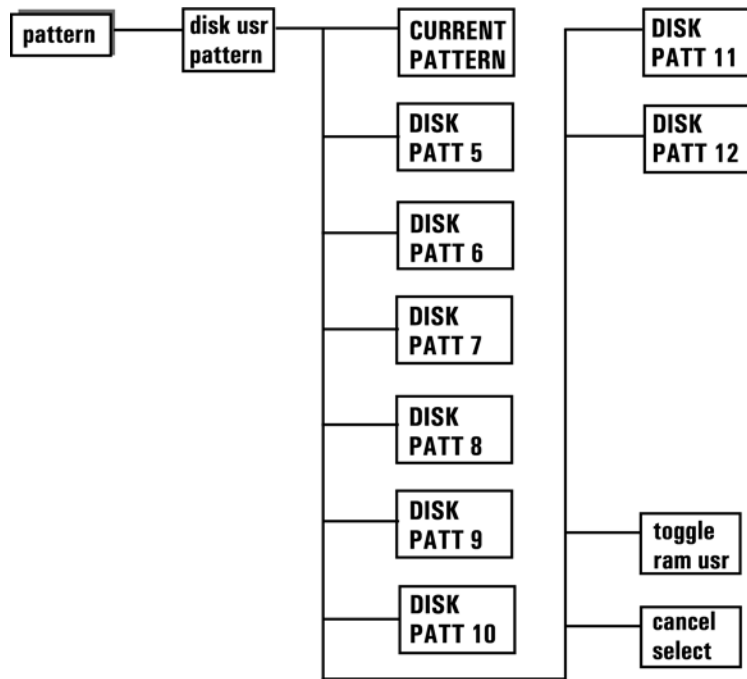 pattern
disk usr
pattern
CURRENT
PATTERN
DISK
PATT 5
DISK
PATT 6
DISK
PATT 7
DISK
PATT 8
DISK
PATT 9
DISK
PATT 10
DISK
PATT 11
DISK
PATT 12
toggle
ram usr
cancel
select